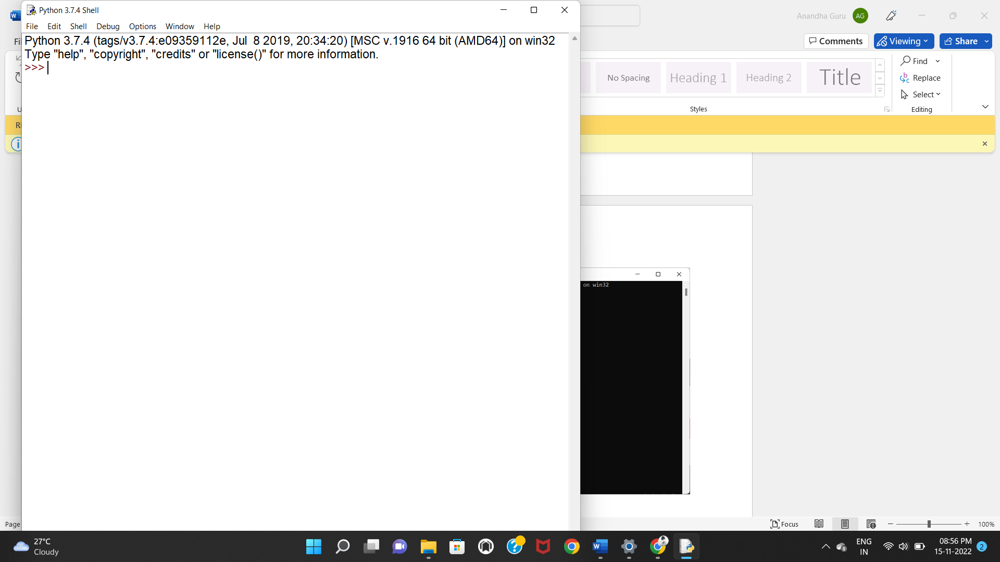 Python 3.7.4 Shell
File Edit Shell Debug Options Window Help
Python 3.7.4 (tags/v3.7.4:e09359112e, Jul  8 2019, 20:34:20) [MSC v.1916 64 bit (AMD64)] on win32
Type "help", "copyright", "credits" or "license()" for more information.
>>>
Anandha Guru AG
Comments Viewing Share
No Spacing Heading 1 Heading 2 Title
Find
Replace
Select
Styles
Editing
on win32
Page
Focus
100%
27°C
Cloudy
ENG
IN
08:56 PM
15-11-2022
2